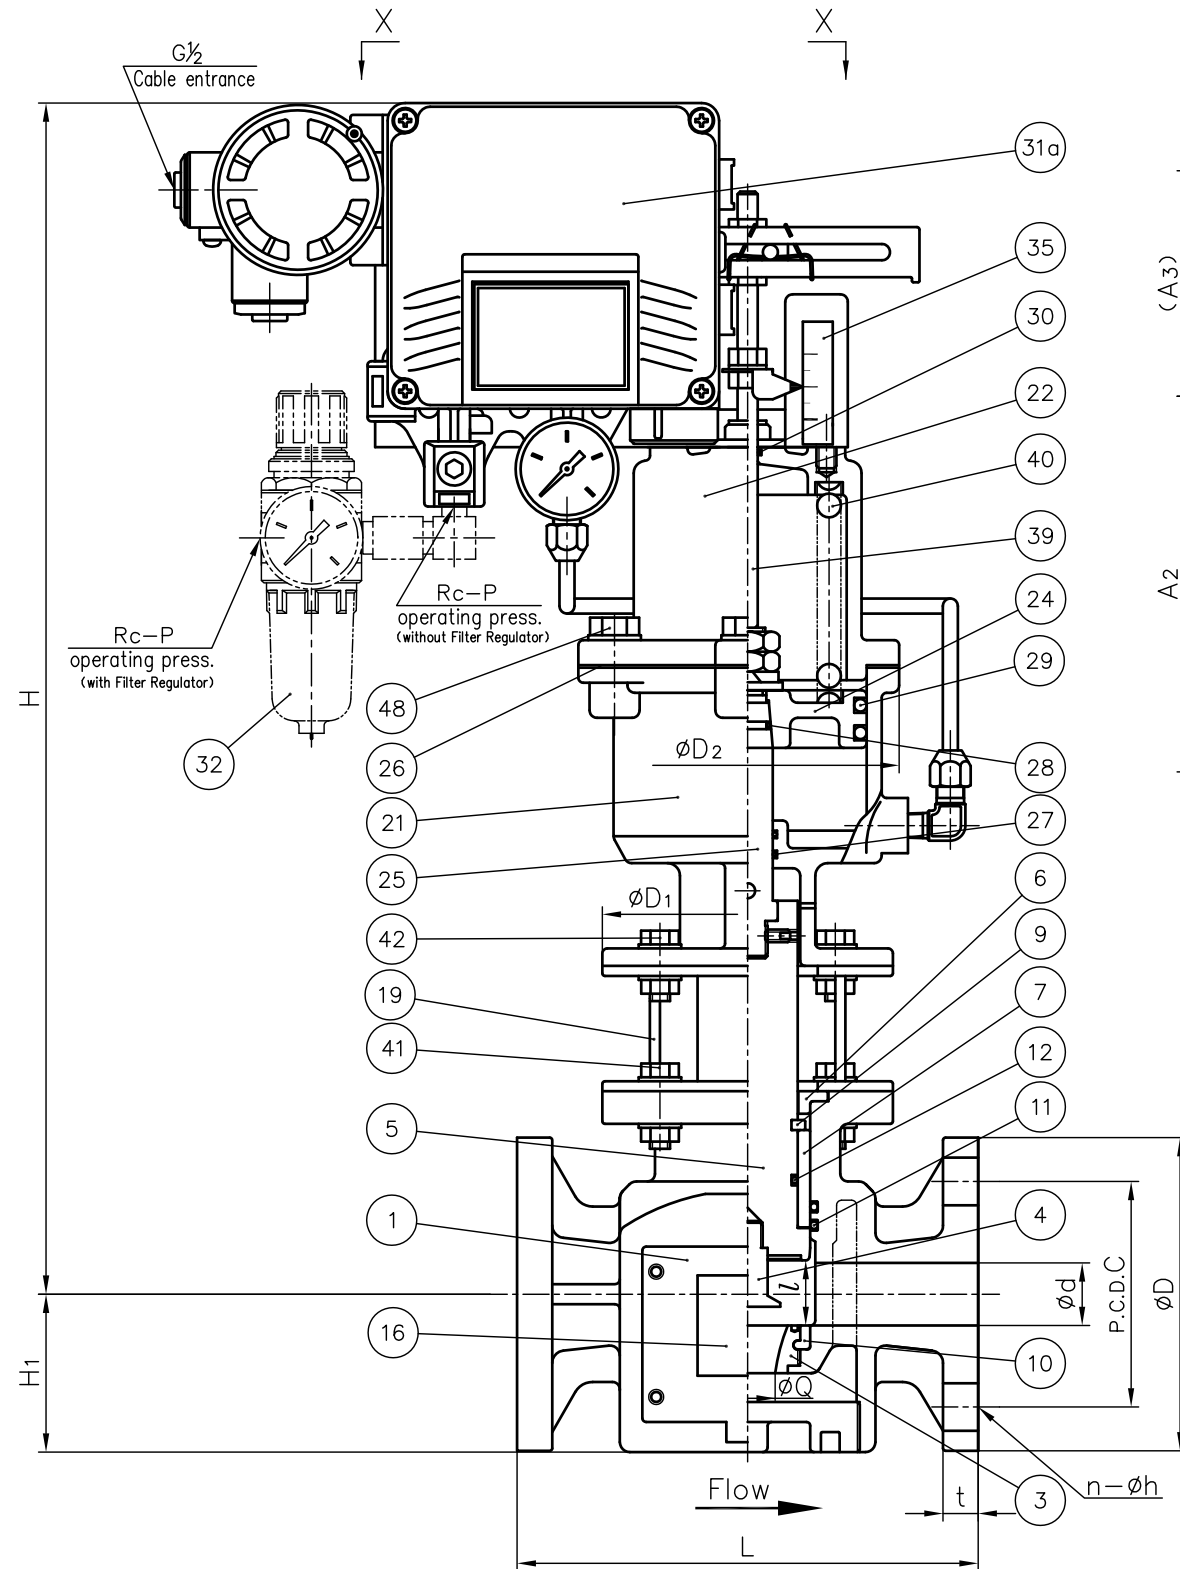 X
X
G½
Cable entrance
31a
35
(A3)
30
22
40
39
A2
Rc-P
operating press.
(without Filter Regulator)
24
Rc-P
operating press.
(with Filter Regulator)
29
H
48
32
26
øD2
28
21
27
25
6
øD1
42
9
19
7
41
12
11
5
1
4
l
ød
P.C.D.C
øD
16
10
H1
øQ
Flow
3
t
n-øh
L